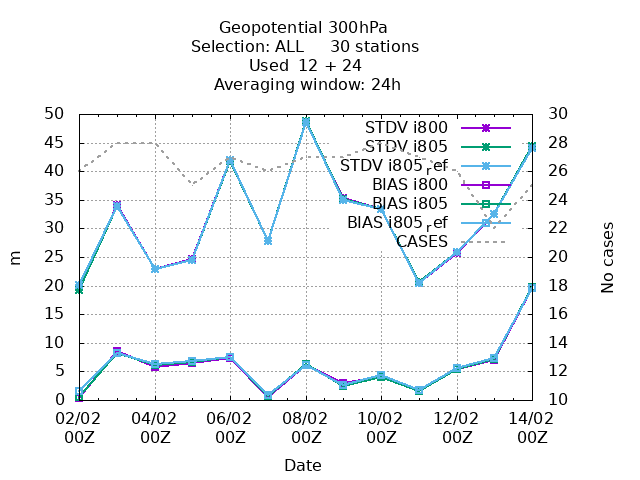 Geopotential 300hPa
Selection: ALL 30 stations
Used 12 + 24
Averaging window: 24h
50 30
STDV i800
STDV i805
STDV i805ref
BIAS i800
BIAS i805
BIAS i805ref
CASES
45 28
40 26
35 24
30 22
25 20
20 18
15 16
10 14
5 12
0 10
m
No cases
02/02 04/02 06/02 08/02 10/02 12/02 14/02
00Z 00Z 00Z 00Z 00Z 00Z 00Z
Date